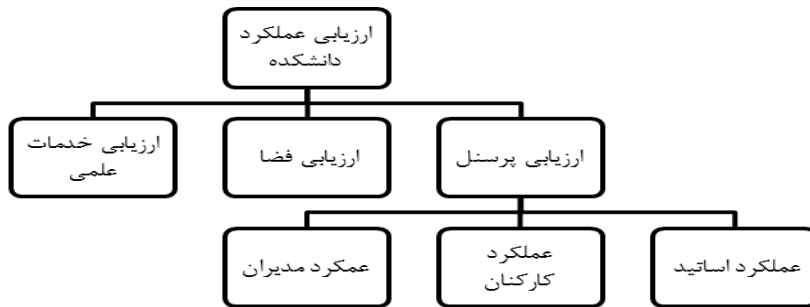 ارزیابی عملکرد
دانشکده
ارزیابی پرسنل
ارزیابی فضا
ارزیابی خدمات
علمی
عملکرد اساتید
عملکرد
کارکنان
عمکرد مدیران